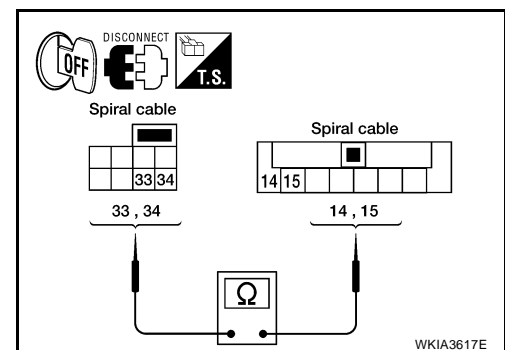 DISCONNECT
OFF
T.S.
Spiral cable
33 34
33 , 34
Spiral cable
14 15
14 , 15
Ω
WKIA3617E